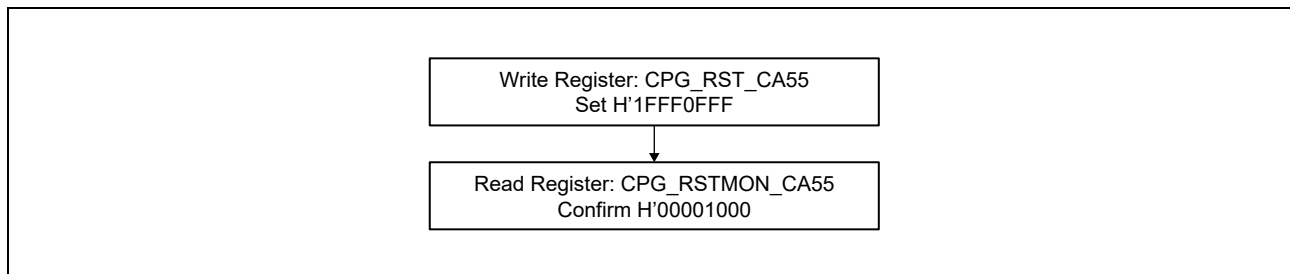 Write Register: CPG_RST_CA55
Set H’1FFF0FFF
Read Register: CPG_RSTMON_CA55
Confirm H’00001000